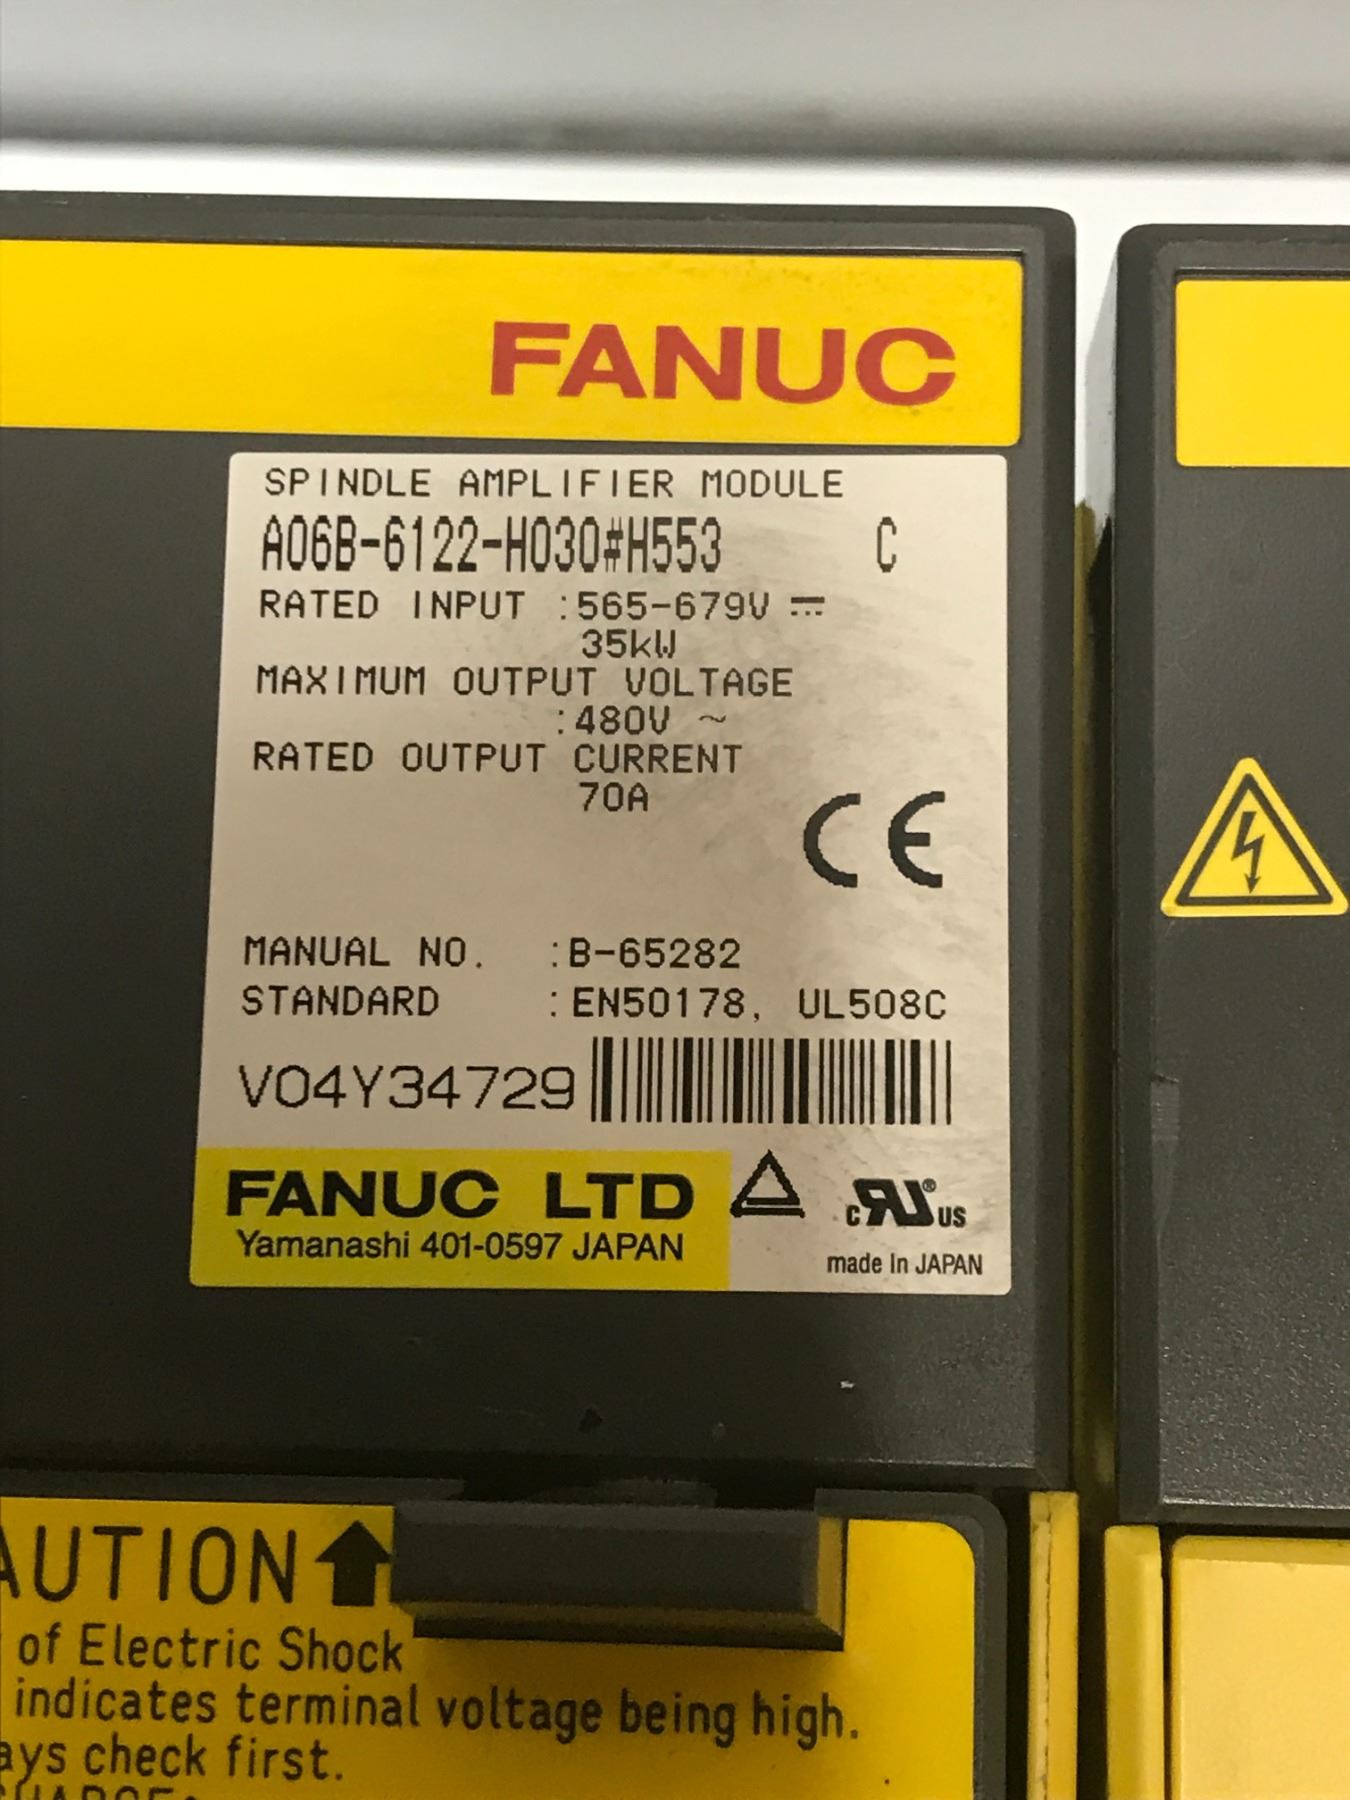 FANUC
SPINDLE AMPLIFIER MODULE
A06B-6122-H030#H553 C
RATED INPUT :565-679V ⎓
35kW
MAXIMUM OUTPUT VOLTAGE
:480V ~
RATED OUTPUT CURRENT
70A
CE
MANUAL NO. :B-65282
STANDARD :EN50178, UL508C
V04Y34729
FANUC LTD
Yamanashi 401-0597 JAPAN
c RU ® US
made In JAPAN
AUTION
of Electric Shock
indicates terminal voltage being high.
ays check first.